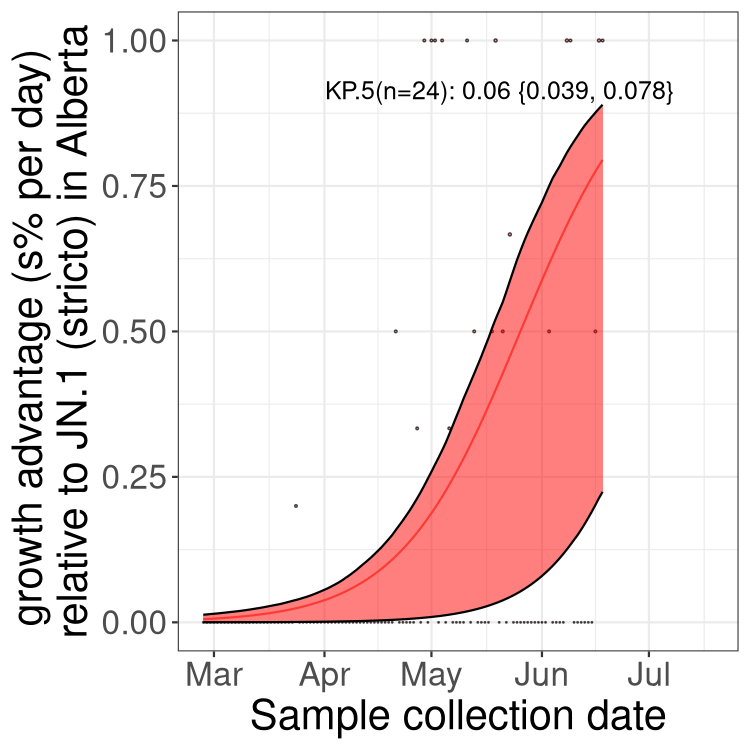 growth advantage (s% per day)
relative to JN.1 (stricto) in Alberta
1.00
0.75
0.50
0.25
0.00
KP.5(n=24): 0.06 {0.039, 0.078}
Mar Apr May Jun Jul
Sample collection date